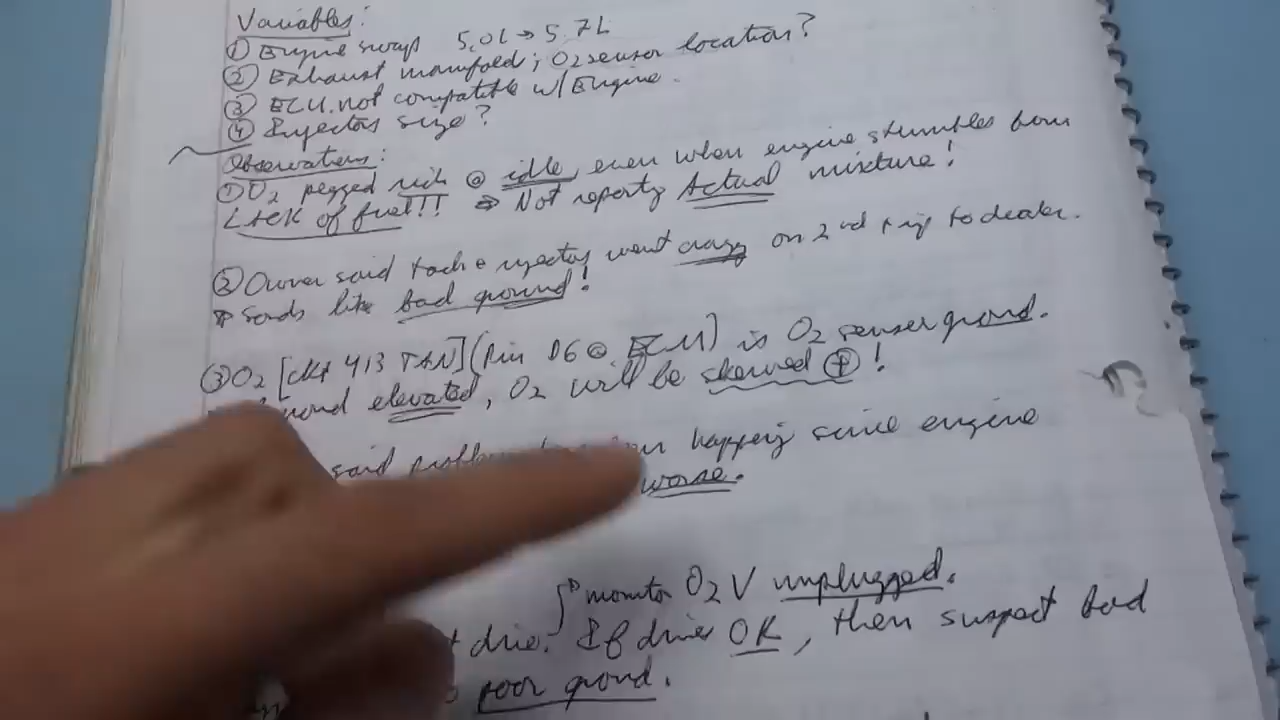 Variables:
① Engine swap 5.0L → 5.7L
② Exhaust manifold; O2 sensor location?
③ ECU not compatible w/ Engine.
④ Injectors size?
Observations:
① O2 pegged rich @ idle, even when engine stumbles from
Lack of fuel!! ⇒ Not reporting Actual mixture!
② Owner said tach & injectors went crazy on 2nd trip to dealer.
Sounds like bad ground!
③ O2 [ckt 413 TAN] (Pin D6 @ ECM) is O2 sensor ground.
ground elevated, O2 will be skewed ⊕!
said happening since engine
worse.
monitor O2 V unplugged.
drive. If drives OK, then suspect bad
poor ground.